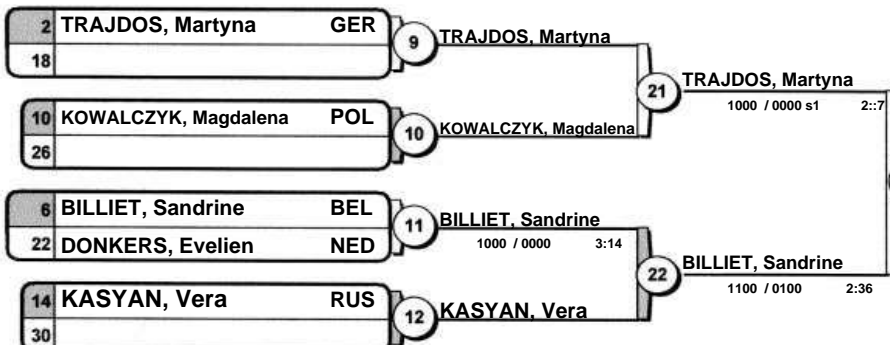 2 TRAJDOS, Martyna GER
18
9 TRAJDOS, Martyna
10 KOWALCZYK, Magdalena POL
26
10 KOWALCZYK, Magdalena
21 TRAJDOS, Martyna
1000 / 0000 s1 2::7
6 BILLIET, Sandrine BEL
22 DONKERS, Evelien NED
11 BILLIET, Sandrine
1000 / 0000 3:14
14 KASYAN, Vera RUS
30
12 KASYAN, Vera
22 BILLIET, Sandrine
1100 / 0100 2:36